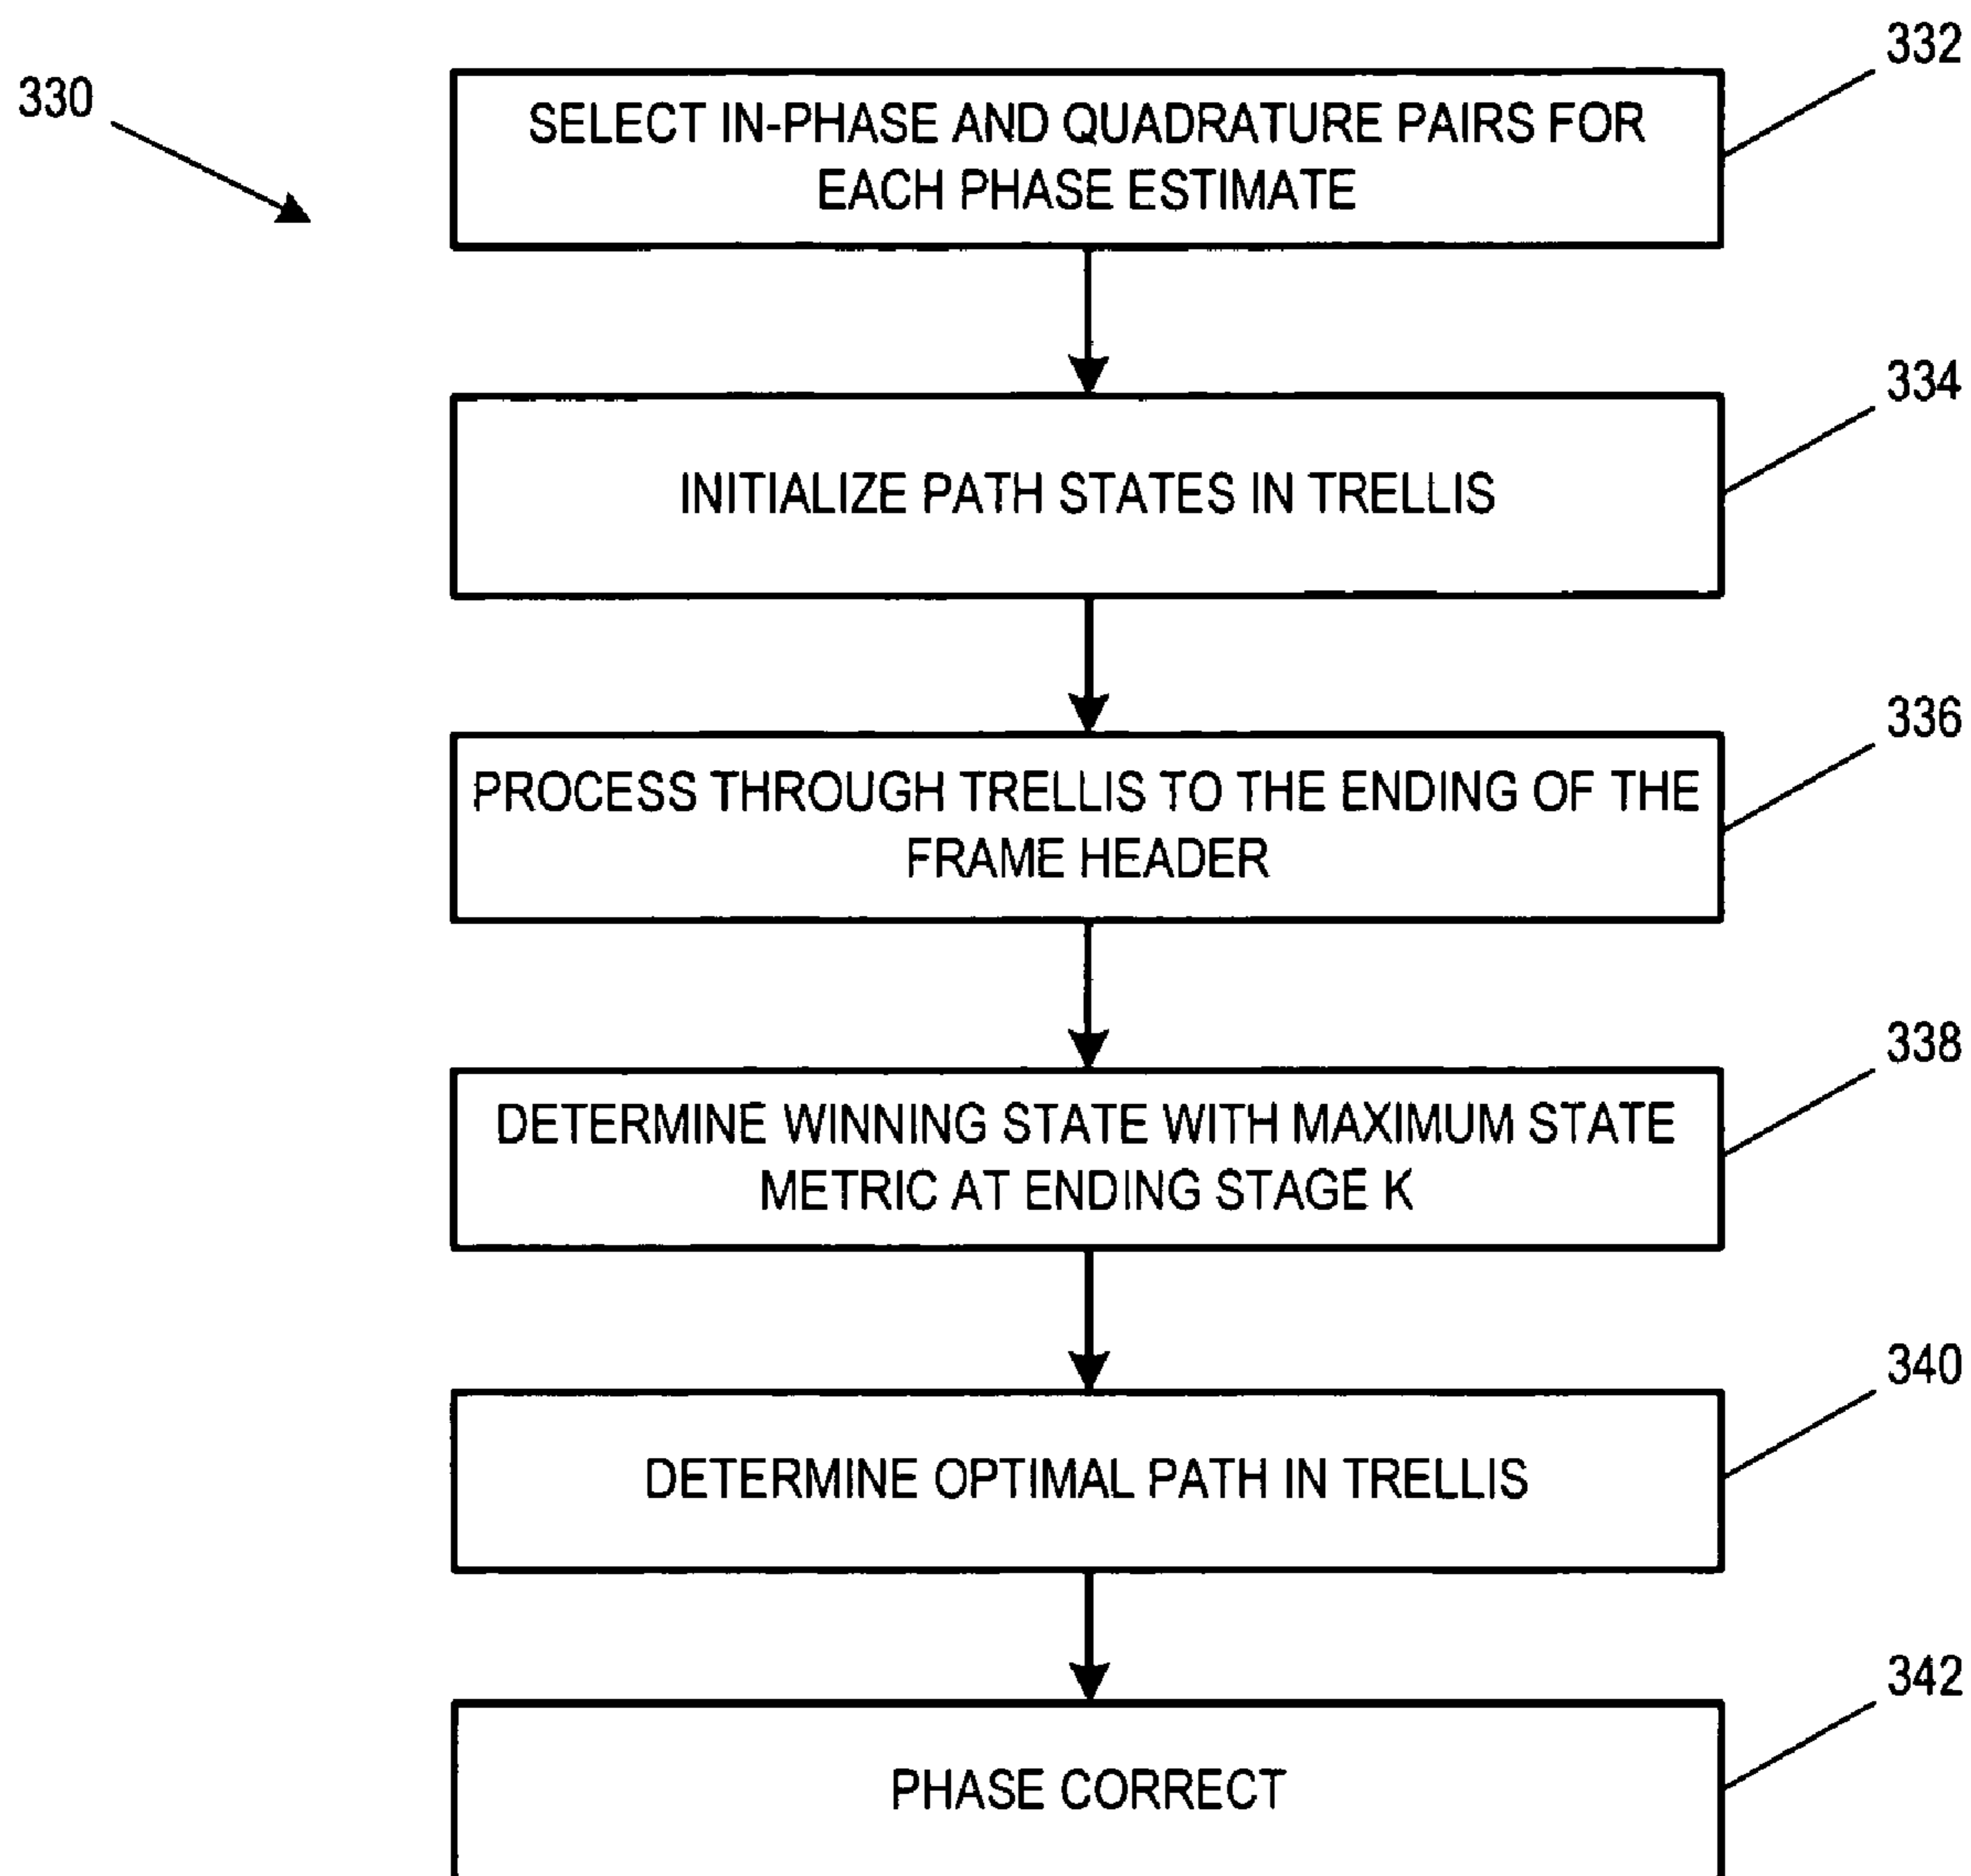 332
330
SELECT IN-PHASE AND QUADRATURE PAIRS FOR
EACH PHASE ESTIMATE
334
INITIALIZE PATH STATES IN TRELLIS
336
PROCESS THROUGH TRELLIS TO THE ENDING OF THE
FRAME HEADER
338
DETERMINE WINNING STATE WITH MAXIMUM STATE
METRIC AT ENDING STAGE K
340
DETERMINE OPTIMAL PATH IN TRELLIS
342
PHASE CORRECT